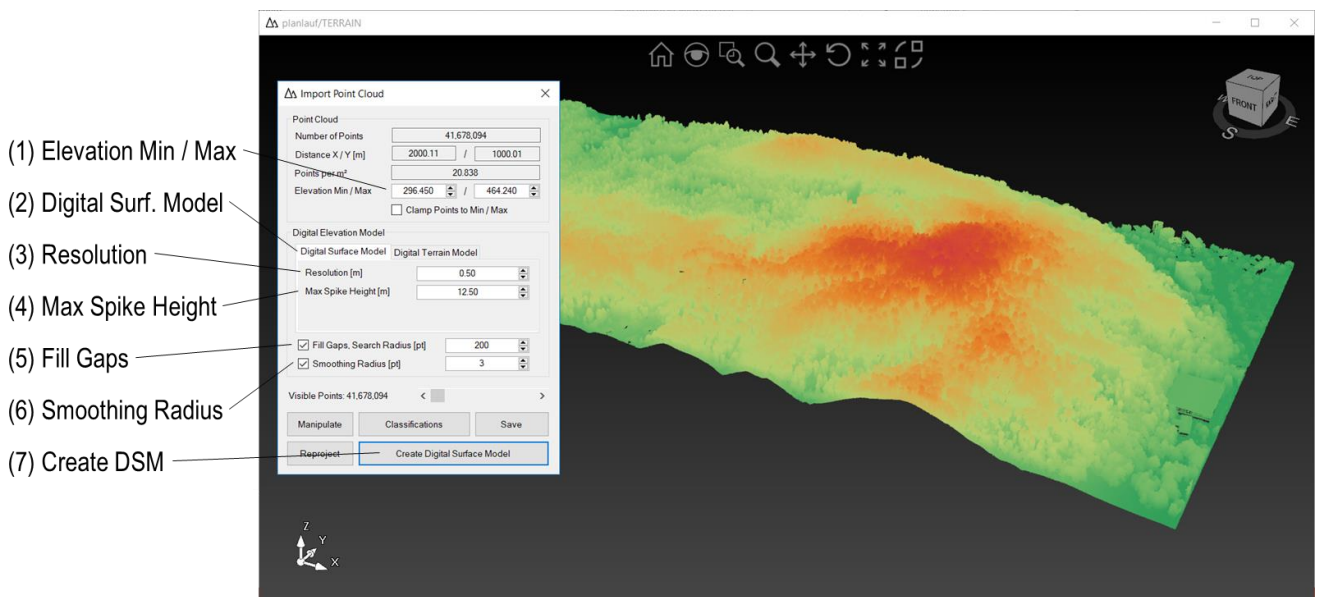 planlauf/TERRAIN
Import Point Cloud
Point Cloud
Number of Points 41,678,094
Distance X / Y [m] 2000.11 / 1000.01
Points per m² 20.838
(1) Elevation Min / Max
Elevation Min / Max 296.450 / 464.240
Clamp Points to Min / Max
(2) Digital Surf. Model
Digital Elevation Model
Digital Surface Model Digital Terrain Model
(3) Resolution
Resolution [m] 0.50
(4) Max Spike Height
Max Spike Height [m] 12.50
(5) Fill Gaps
Fill Gaps, Search Radius [pt] 200
(6) Smoothing Radius
Smoothing Radius [pt] 3
Visible Points: 41,678,094 < >
Manipulate Classifications Save
(7) Create DSM
Reproject Create Digital Surface Model
TOP
FRONT
W
S
E
Z
Y
X